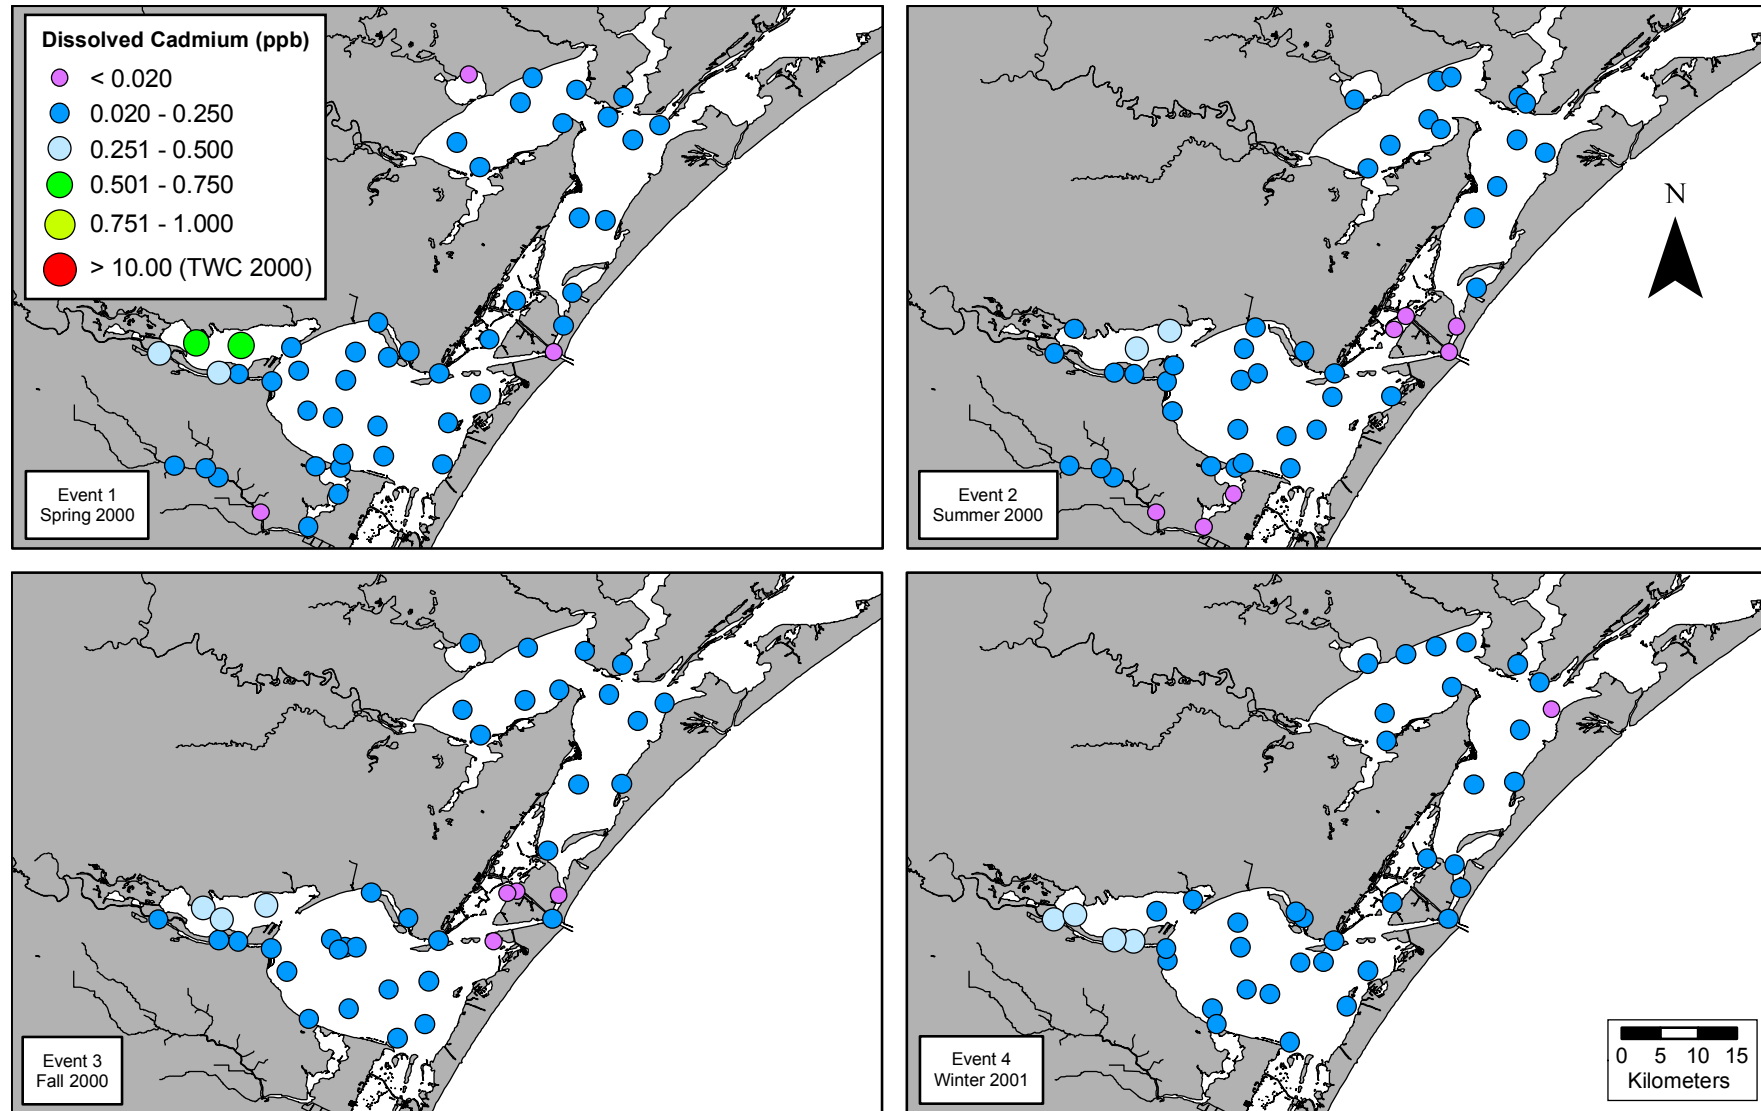 Dissolved Cadmium (ppb)
< 0.020
0.020 - 0.250
0.251 - 0.500
0.501 - 0.750
0.751 - 1.000
> 10.00 (TWC 2000)
Event 1
Spring 2000
N
Event 2
Summer 2000
Event 3
Fall 2000
Event 4
Winter 2001
0 5 10 15
Kilometers